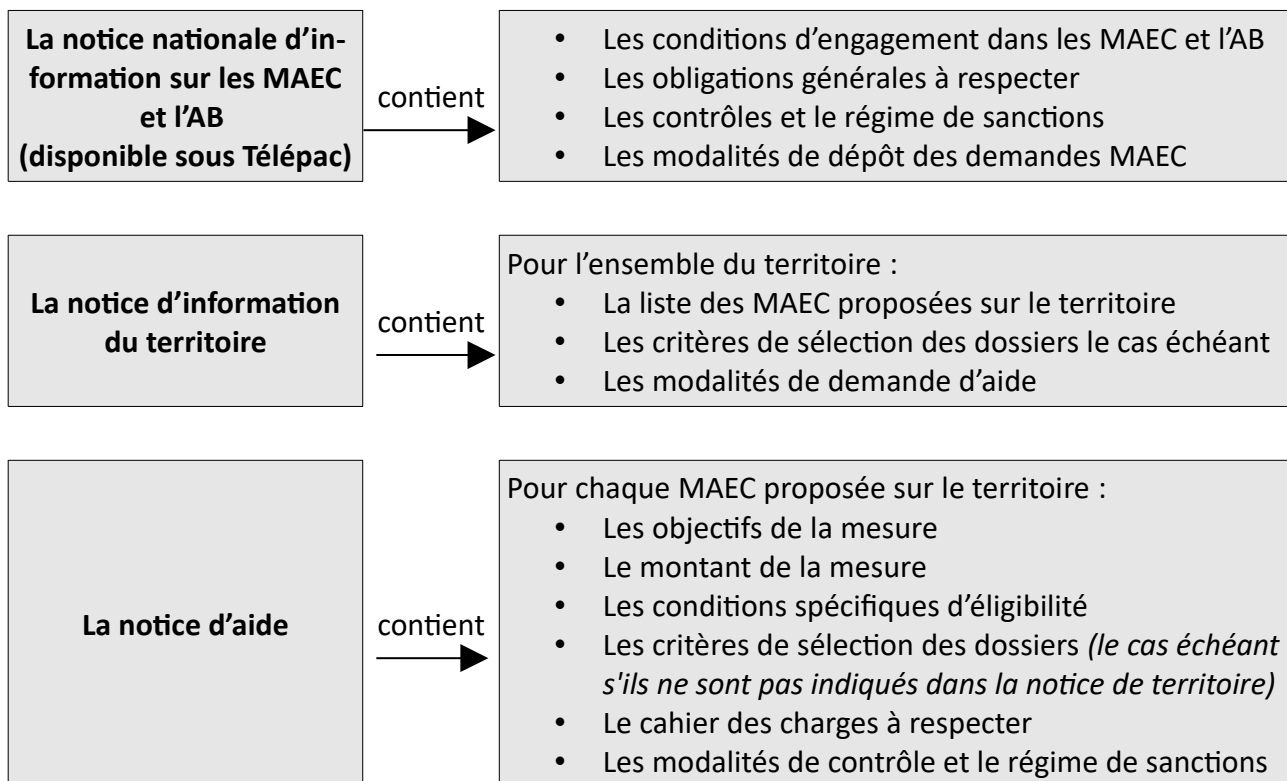 La notice nationale d'in-
formation sur les MAEC
et l'AB
(disponible sous Télépac)
contient
• Les conditions d'engagement dans les MAEC et l'AB
• Les obligations générales à respecter
• Les contrôles et le régime de sanctions
• Les modalités de dépôt des demandes MAEC
La notice d'information
du territoire
contient
Pour l'ensemble du territoire :
• La liste des MAEC proposées sur le territoire
• Les critères de sélection des dossiers le cas échéant
• Les modalités de demande d'aide
La notice d'aide
contient
Pour chaque MAEC proposée sur le territoire :
• Les objectifs de la mesure
• Le montant de la mesure
• Les conditions spécifiques d'éligibilité
• Les critères de sélection des dossiers (le cas échéant
s'ils ne sont pas indiqués dans la notice de territoire)
• Le cahier des charges à respecter
• Les modalités de contrôle et le régime de sanctions